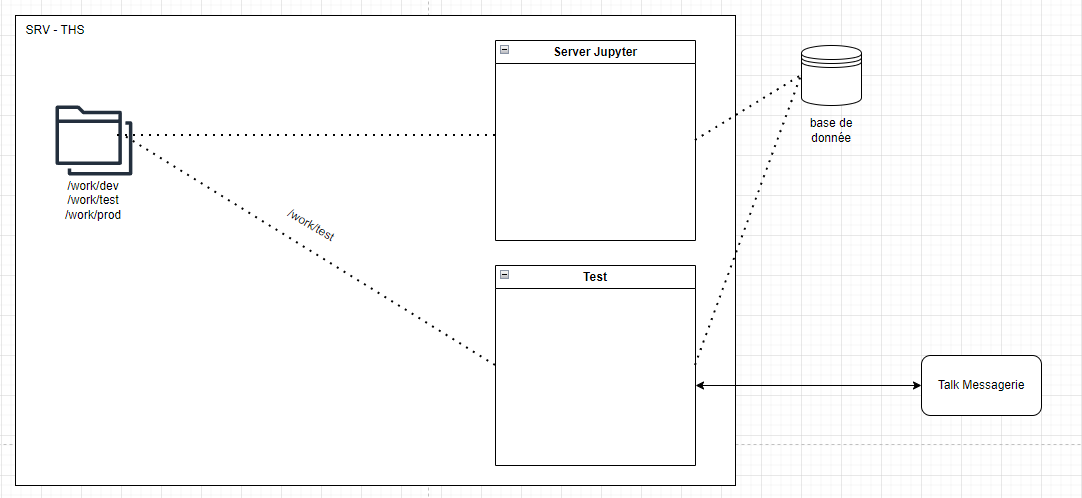 SRV - THS
Server Jupyter
base de
donnée
/work/dev
/work/test
/work/prod
/work/test
Test
Talk Messagerie